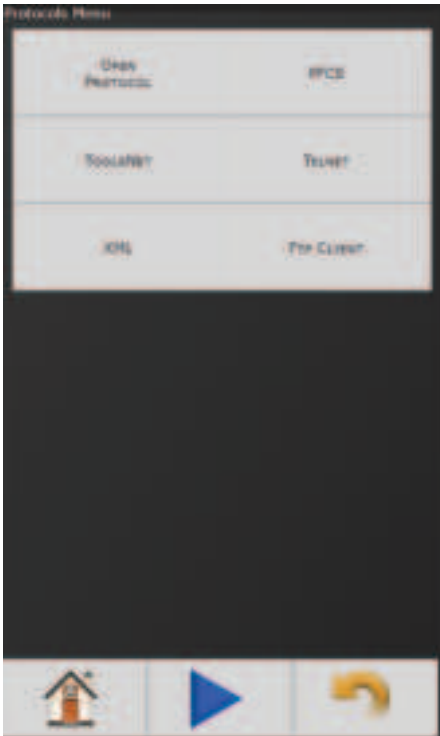 Protocols Menu
OPEN
PROTOCOL
PFCS
TOOLSNET
TELNET
XML
FTP CLIENT